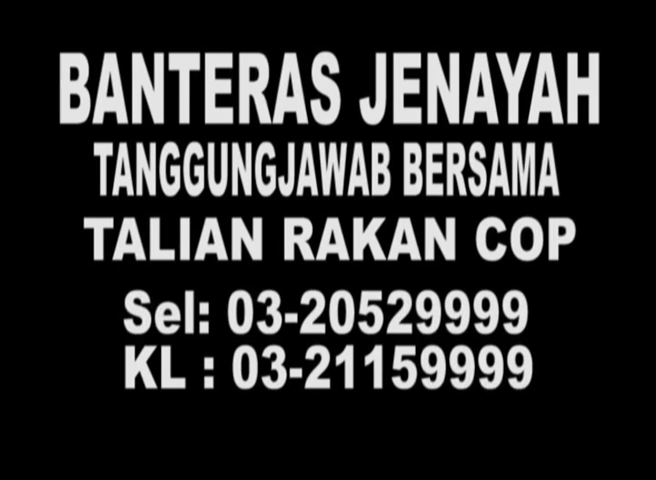 BANTERAS JENAYAH
TANGGUNGJAWAB BERSAMA
TALIAN RAKAN COP
Sel: 03-20529999
KL : 03-21159999